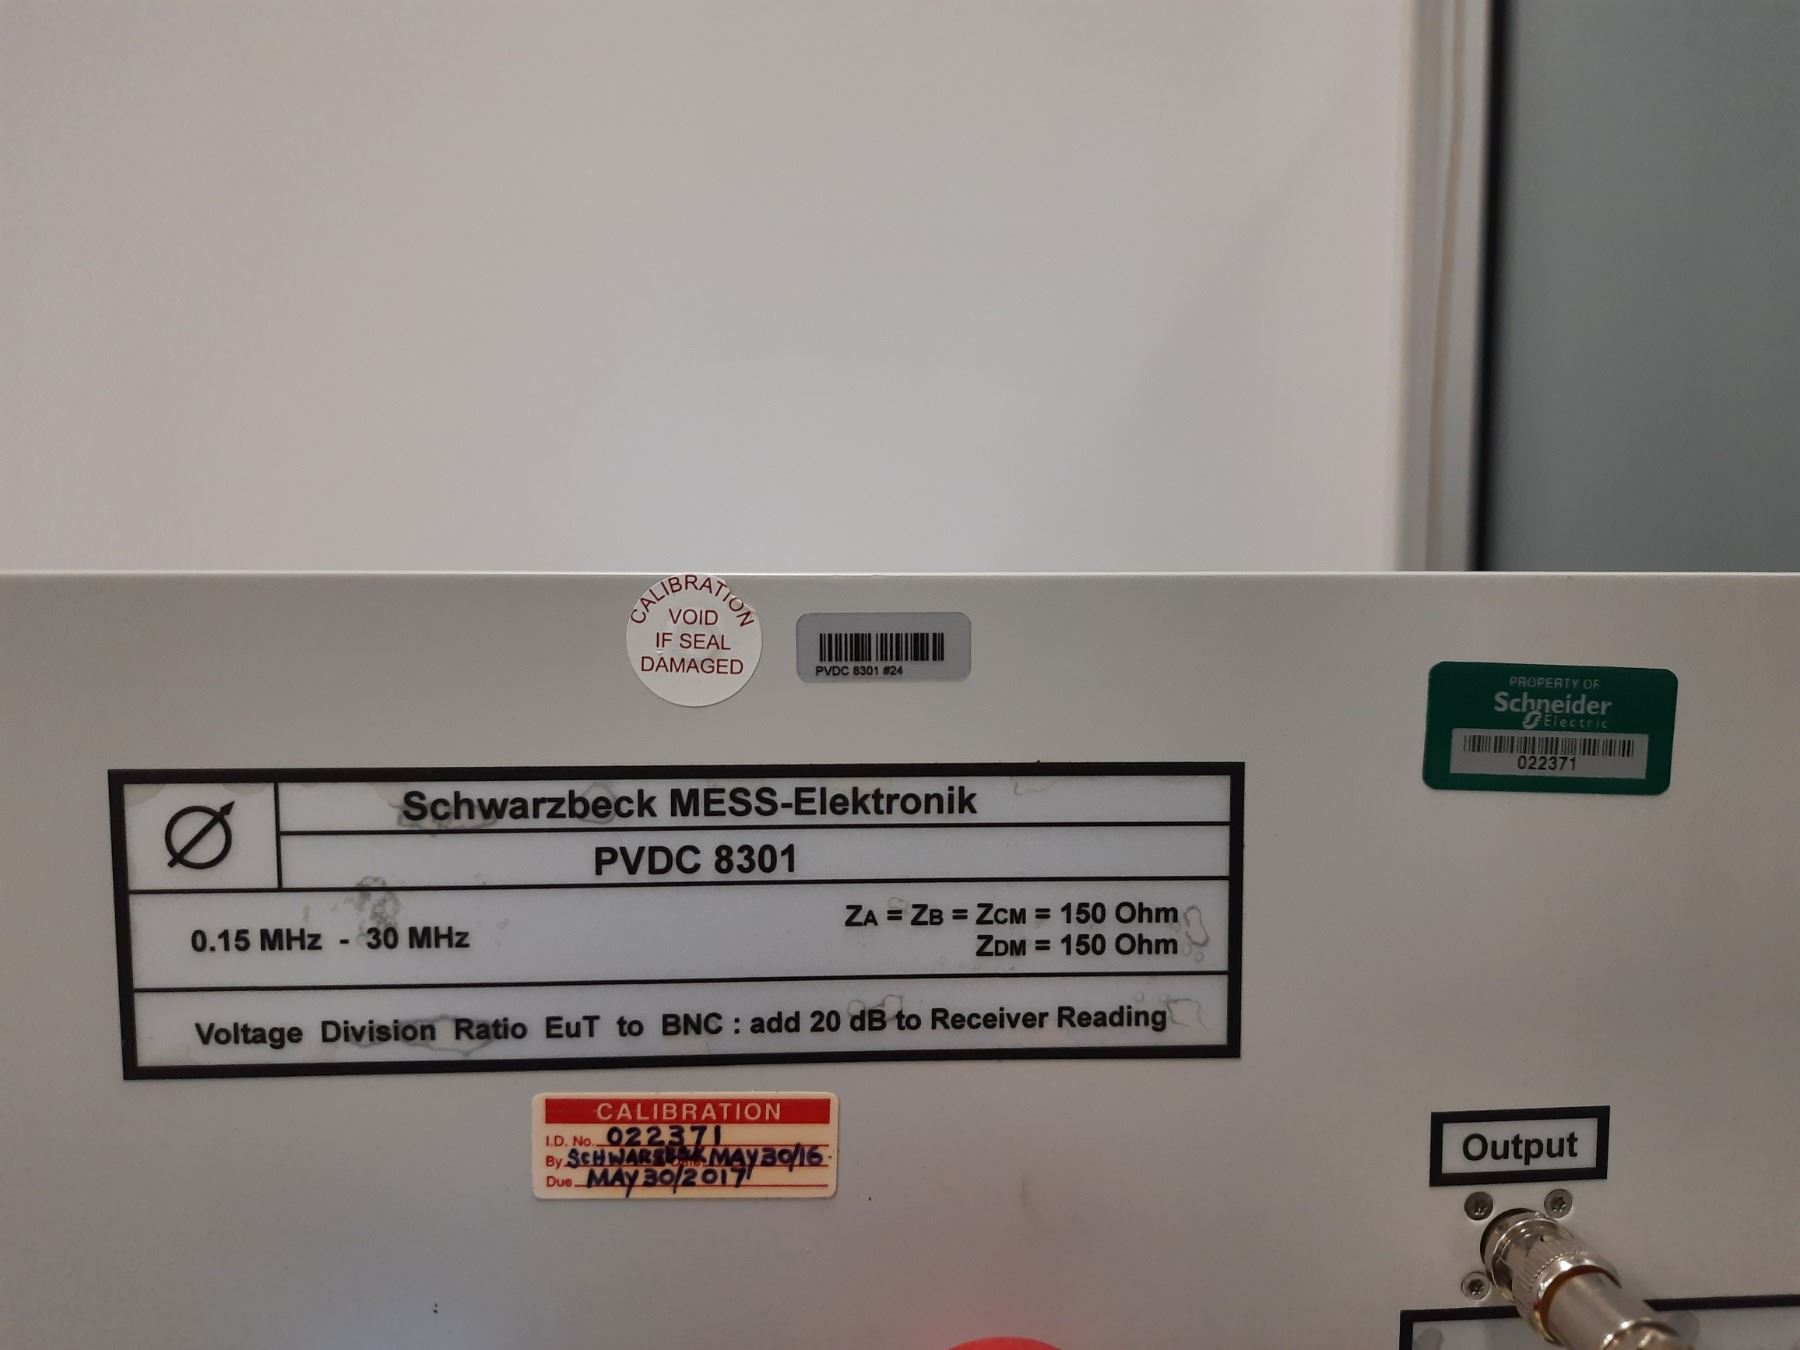 CALIBRATION
VOID
IF SEAL
DAMAGED
PVDC 8301 #24
PROPERTY OF
Schneider
Electric
022371
Schwarzbeck MESS-Elektronik
PVDC 8301
0.15 MHz - 30 MHz
ZA = ZB = ZCM = 150 Ohm
ZDM = 150 Ohm
Voltage Division Ratio EuT to BNC : add 20 dB to Receiver Reading
CALIBRATION
I.D. No. 022371
By SCHWARZBECK MAY 30/16
Due MAY 30/2017
Output